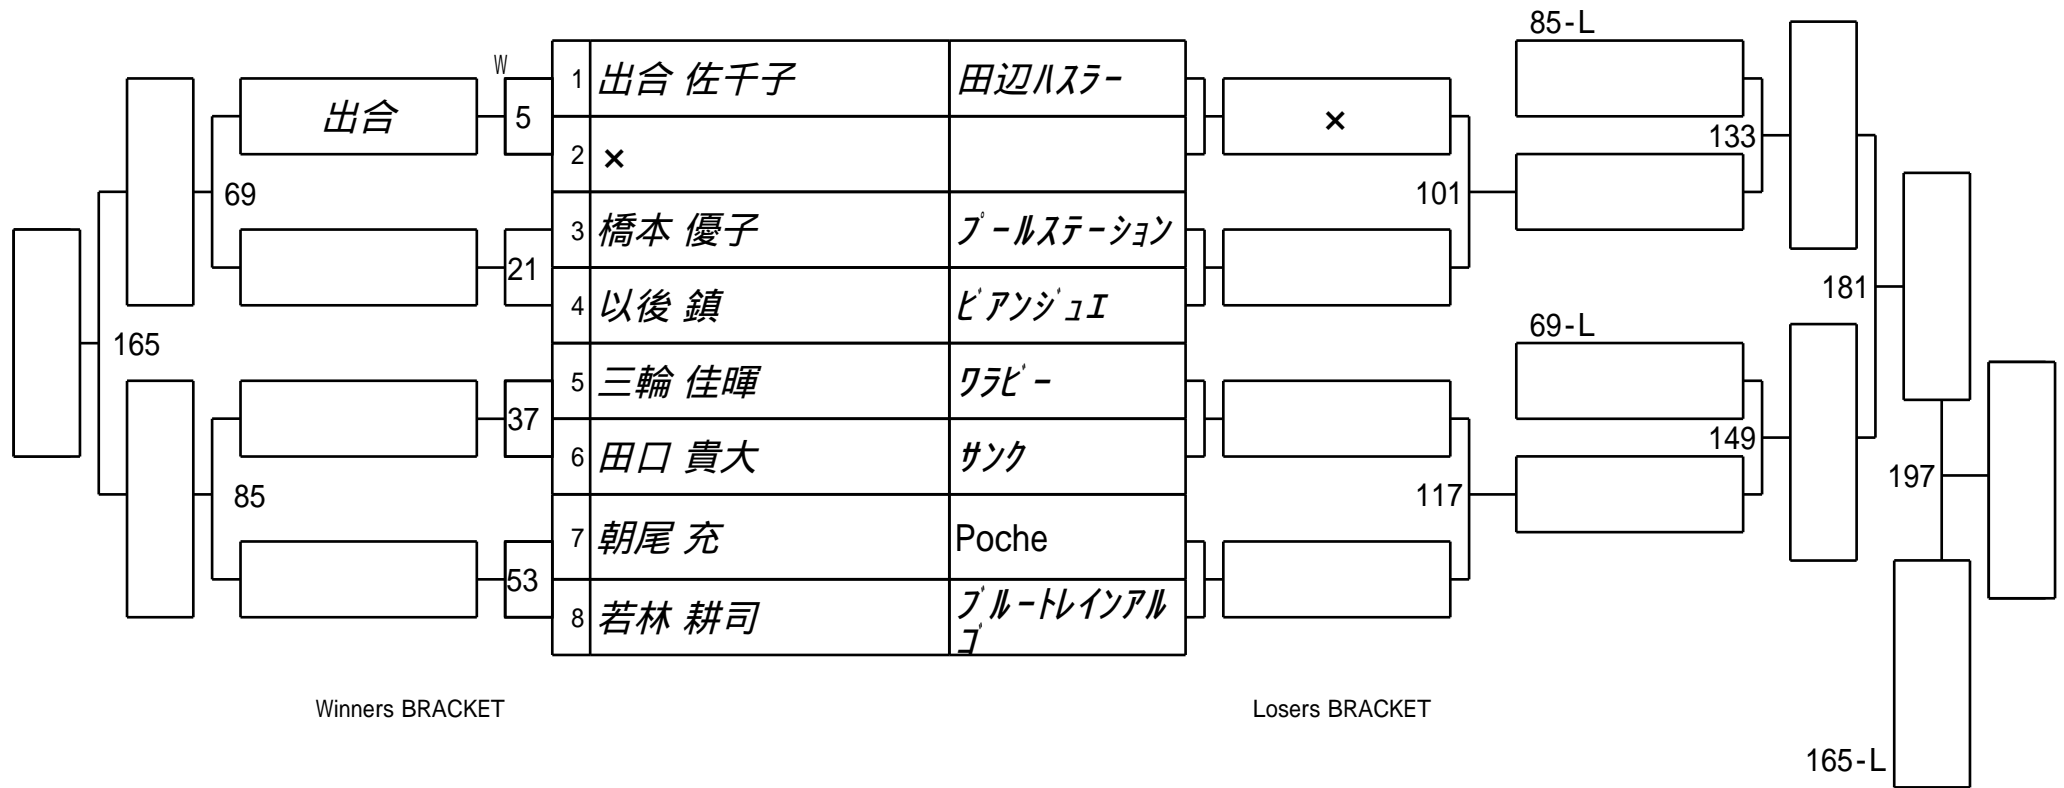 85-L
W
1 出合 佐千子 田辺ﾊｽﾗｰ
出合
5
×
133
2 ×
69
101
3 橋本 優子 ﾌﾟｰﾙｽﾃｰｼｮﾝ
21
4 以後 鎮 ﾋﾞｱﾝｼﾞｭｴ
181
69-L
165
5 三輪 佳暉 ﾜﾗﾋﾞｰ
37
149
6 田口 貴大 ｻﾝｸ
197
85
117
7 朝尾 充 Poche
53
8 若林 耕司 ﾌﾞﾙｰﾄﾚｲﾝｱﾙ
ｺﾞ
Winners BRACKET
Losers BRACKET
165-L